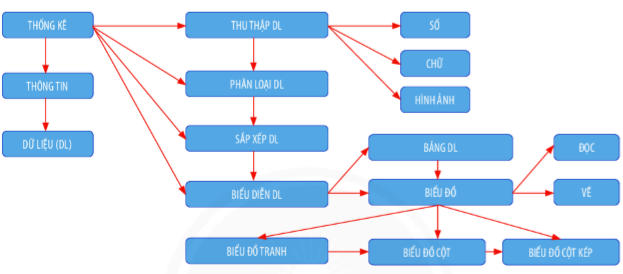 THỐNG KÊ
THU THẬP DL
SỐ
CHỮ
THÔNG TIN
PHÂN LOẠI DL
HÌNH ẢNH
DỮ LIỆU (DL)
SẮP XẾP DL
BẢNG DL
ĐỌC
BIỂU DIỄN DL
BIỂU ĐỒ
VẼ
BIỂU ĐỒ TRANH
BIỂU ĐỒ CỘT
BIỂU ĐỒ CỘT KÉP